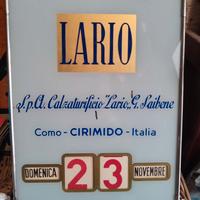 LARIO
S.p.A. Calzaturificio "Lario" G. Saibene
Como - CIRIMIDO - Italia
DOMENICA 23 NOVEMBRE